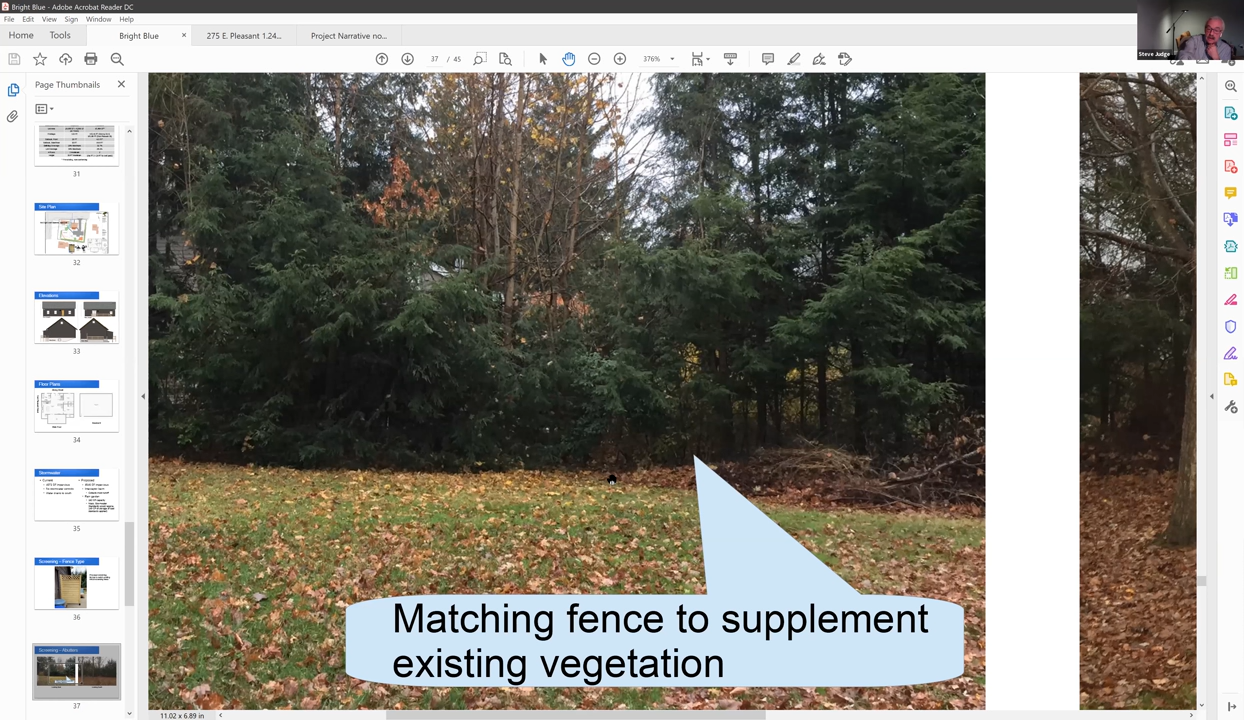 Bright Blue - Adobe Acrobat Reader DC
File Edit View Sign Window Help
Home Tools Bright Blue × 275 E. Pleasant 1.24... Project Narrative no...
37 / 45 376%
Steve Judge
Page Thumbnails
31
Site Plan
32
Elevations
33
Floor Plans
34
Stormwater
35
Screening - Fence Type
36
Screening - Abutters
37
Matching fence to supplement
existing vegetation
11.02 x 6.89 in